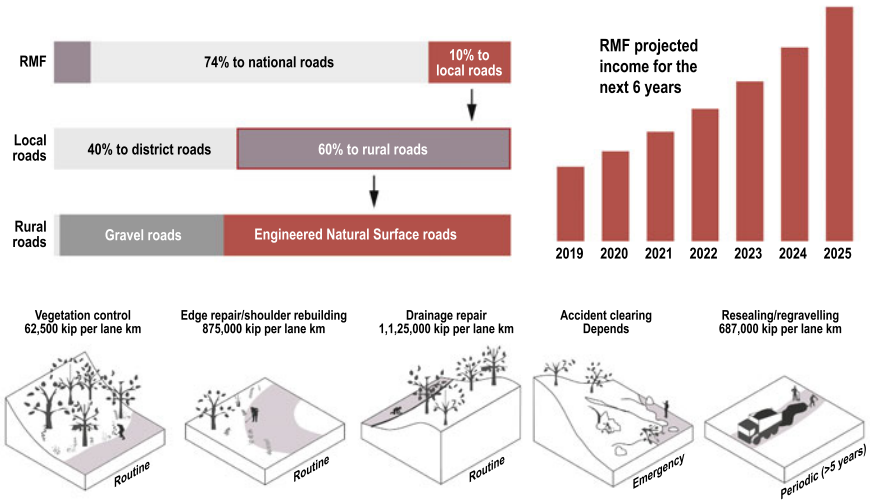 RMF
74% to national roads
10% to
local roads
Local
roads
40% to district roads
60% to rural roads
Rural
roads
Gravel roads
Engineered Natural Surface roads
RMF projected
income for the
next 6 years
2019
2020
2021
2022
2023
2024
2025
Vegetation control
62,500 kip per lane km
Routine
Edge repair/shoulder rebuilding
875,000 kip per lane km
Routine
Drainage repair
1,1,25,000 kip per lane km
Routine
Accident clearing
Depends
Emergency
Resealing/regravelling
687,000 kip per lane km
Periodic (>5 years)